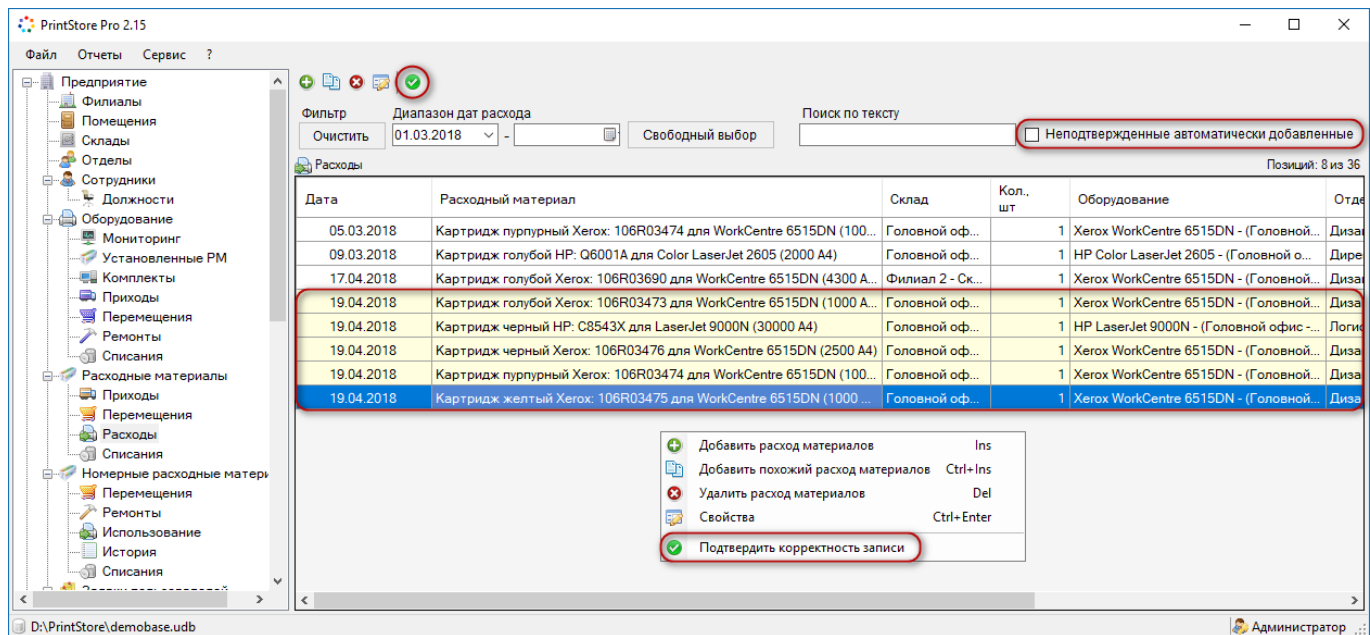 PrintStore Pro 2.15
Файл Отчеты Сервис ?
Предприятие
Филиалы
Помещения
Склады
Отделы
Сотрудники
Должности
Оборудование
Мониторинг
Установленные РМ
Комплекты
Приходы
Перемещения
Ремонты
Списания
Расходные материалы
Приходы
Перемещения
Расходы
Списания
Номерные расходные матери
Перемещения
Ремонты
Использование
История
Списания
Фильтр Диапазон дат расхода Поиск по тексту
Очистить 01.03.2018 - Свободный выбор Неподтвержденные автоматически добавленные
Расходы Позиций: 8 из 36
Дата Расходный материал Склад Кол., шт Оборудование Отде
05.03.2018 Картридж пурпурный Xerox: 106R03474 для WorkCentre 6515DN (100... Головной оф... 1 Xerox WorkCentre 6515DN - (Головной... Диза
09.03.2018 Картридж голубой HP: Q6001A для Color LaserJet 2605 (2000 A4) Головной оф... 1 HP Color LaserJet 2605 - (Головной о... Дире
17.04.2018 Картридж голубой Xerox: 106R03690 для WorkCentre 6515DN (4300 A... Филиал 2 - Ск... 1 Xerox WorkCentre 6515DN - (Головной... Диза
19.04.2018 Картридж голубой Xerox: 106R03473 для WorkCentre 6515DN (1000 A... Головной оф... 1 Xerox WorkCentre 6515DN - (Головной... Диза
19.04.2018 Картридж черный HP: C8543X для LaserJet 9000N (30000 A4) Головной оф... 1 HP LaserJet 9000N - (Головной офис -... Логис
19.04.2018 Картридж черный Xerox: 106R03476 для WorkCentre 6515DN (2500 A4) Головной оф... 1 Xerox WorkCentre 6515DN - (Головной... Диза
19.04.2018 Картридж пурпурный Xerox: 106R03474 для WorkCentre 6515DN (100... Головной оф... 1 Xerox WorkCentre 6515DN - (Головной... Диза
19.04.2018 Картридж желтый Xerox: 106R03475 для WorkCentre 6515DN (1000 ... Головной оф... 1 Xerox WorkCentre 6515DN - (Головной... Диза
Добавить расход материалов Ins
Добавить похожий расход материалов Ctrl+Ins
Удалить расход материалов Del
Свойства Ctrl+Enter
Подтвердить корректность записи
D:\PrintStore\demobase.udb Администратор